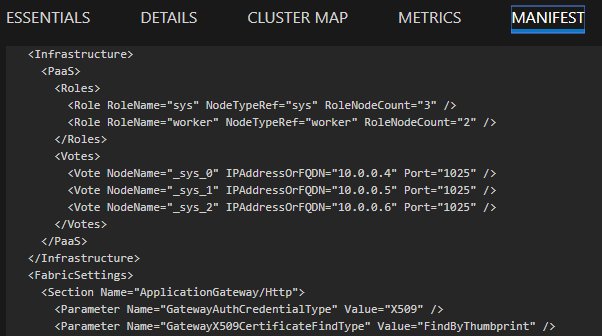 ESSENTIALS DETAILS CLUSTER MAP METRICS MANIFEST
<Infrastructure>
<PaaS>
<Roles>
<Role RoleName="sys" NodeTypeRef="sys" RoleNodeCount="3" />
<Role RoleName="worker" NodeTypeRef="worker" RoleNodeCount="2" />
</Roles>
<Votes>
<Vote NodeName="_sys_0" IPAddressOrFQDN="10.0.0.4" Port="1025" />
<Vote NodeName="_sys_1" IPAddressOrFQDN="10.0.0.5" Port="1025" />
<Vote NodeName="_sys_2" IPAddressOrFQDN="10.0.0.6" Port="1025" />
</Votes>
</PaaS>
</Infrastructure>
<FabricSettings>
<Section Name="ApplicationGateway/Http">
<Parameter Name="GatewayAuthCredentialType" Value="X509" />
<Parameter Name="GatewayX509CertificateFindType" Value="FindByThumbprint" />